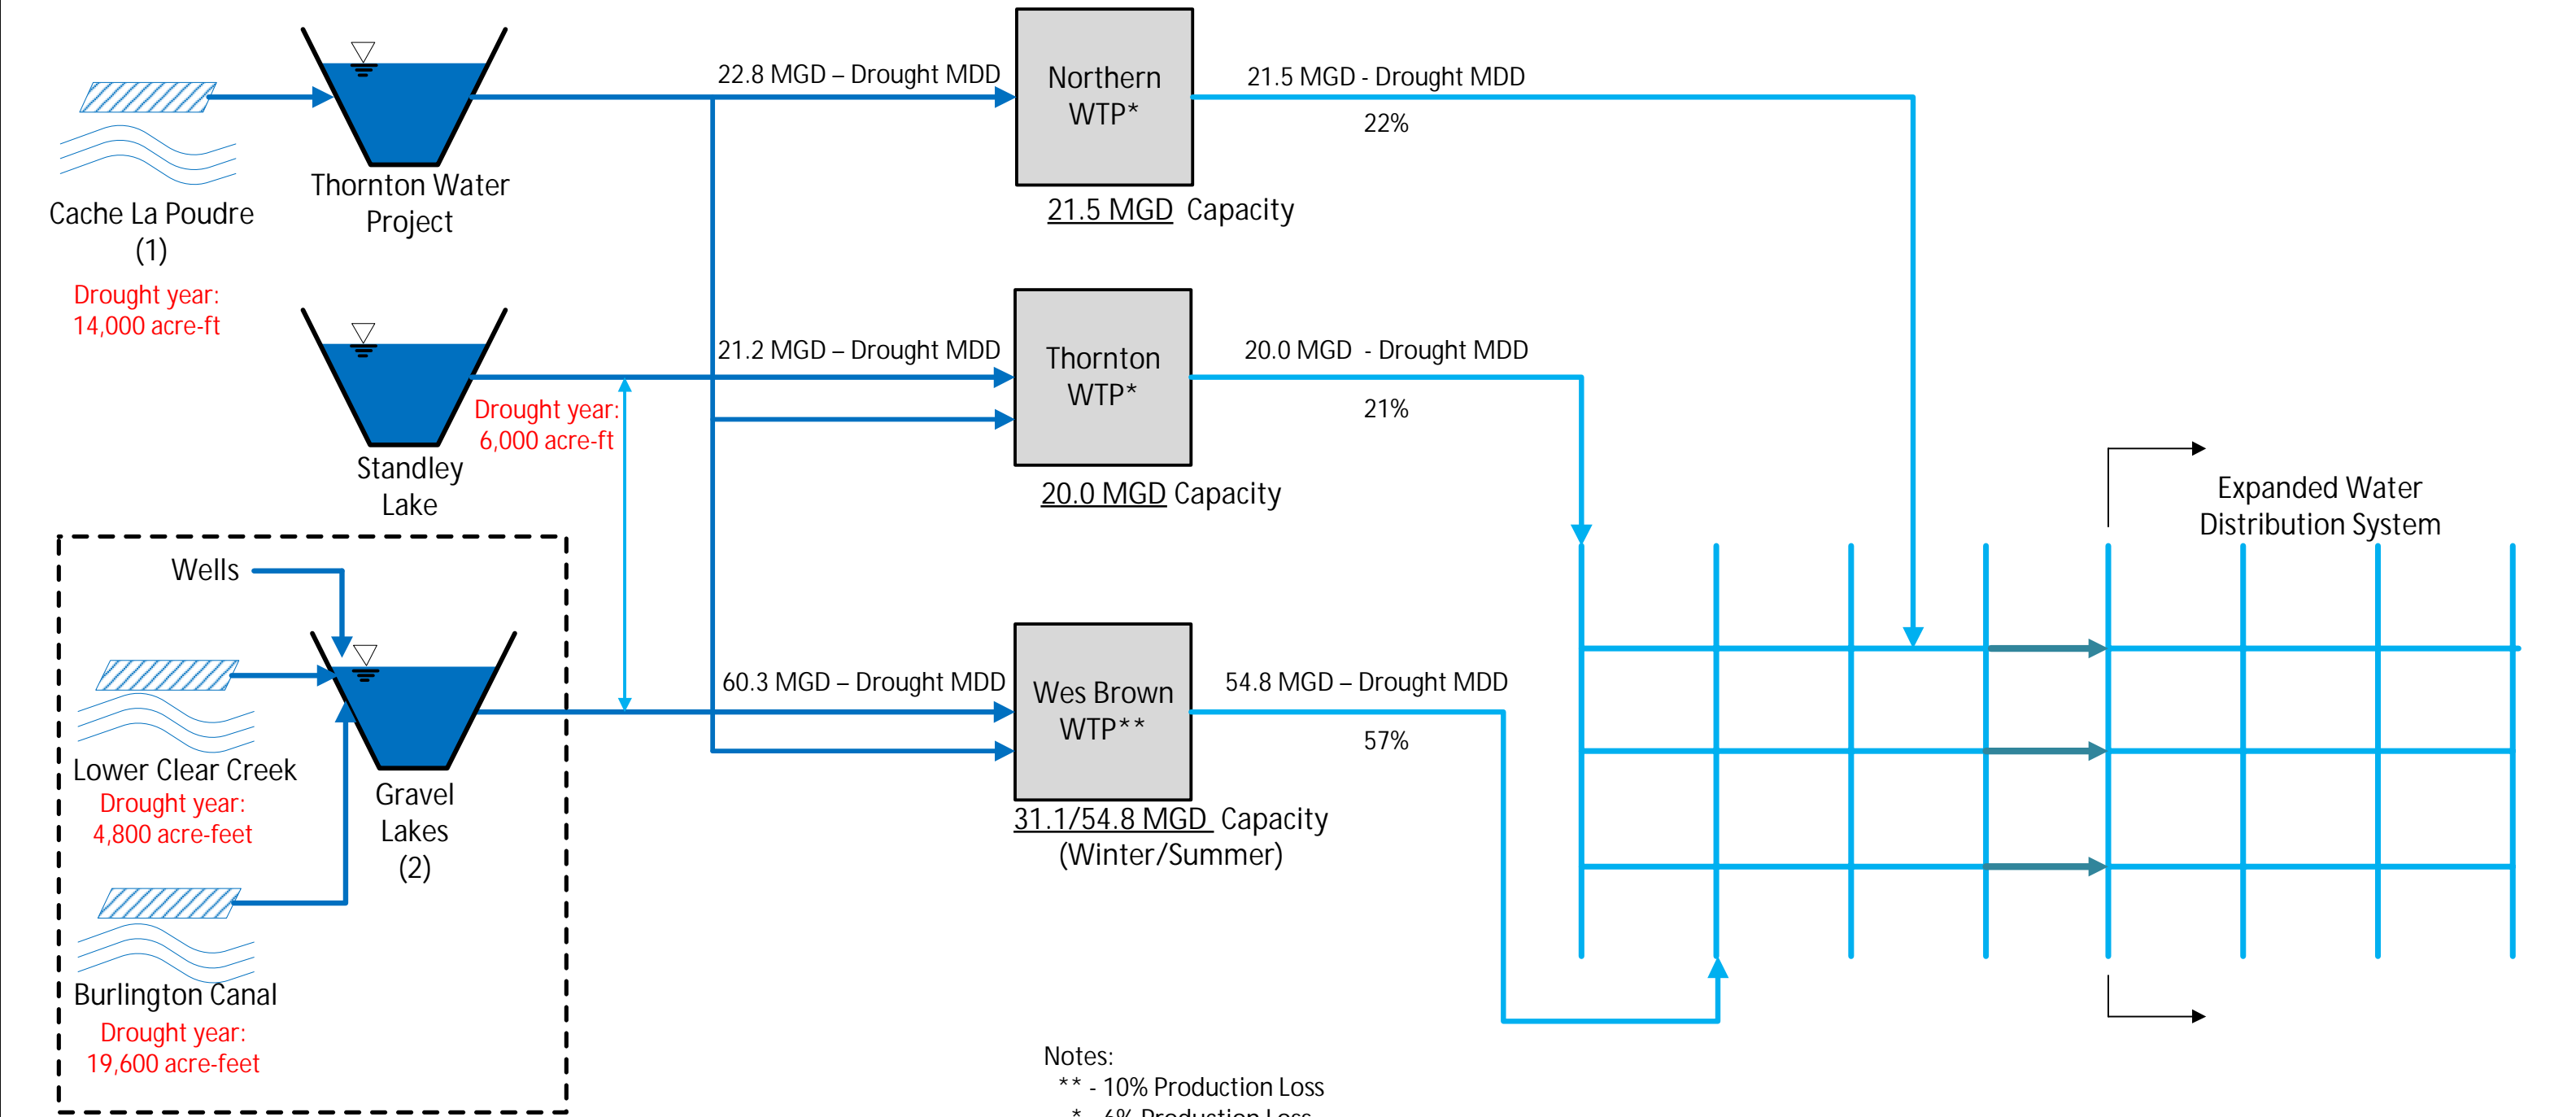 22.8 MGD – Drought MDD
Northern
WTP*
21.5 MGD - Drought MDD
22%
21.5 MGD Capacity
Thornton Water
Project
Cache La Poudre
(1)
Drought year:
14,000 acre-ft
21.2 MGD – Drought MDD
Thornton
WTP*
20.0 MGD - Drought MDD
21%
20.0 MGD Capacity
Drought year:
6,000 acre-ft
Standley
Lake
Expanded Water
Distribution System
Wells
60.3 MGD – Drought MDD
Wes Brown
WTP**
54.8 MGD – Drought MDD
57%
31.1/54.8 MGD Capacity
(Winter/Summer)
Lower Clear Creek
Drought year:
4,800 acre-feet
Gravel
Lakes
(2)
Burlington Canal
Drought year:
19,600 acre-feet
Notes:
** - 10% Production Loss
* - 6% Production Loss